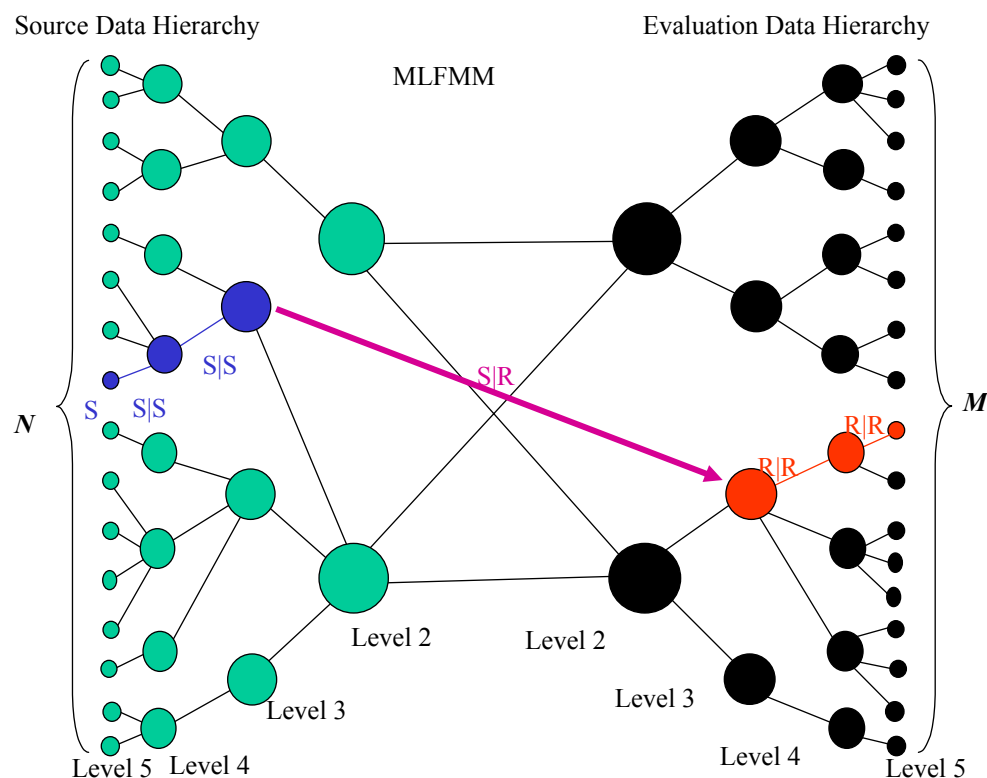 Source Data Hierarchy
Evaluation Data Hierarchy
MLFMM
S|S
S|R
S
S|S
N
M
R|R
R|R
Level 2
Level 2
Level 3
Level 3
Level 4
Level 5
Level 4
Level 5